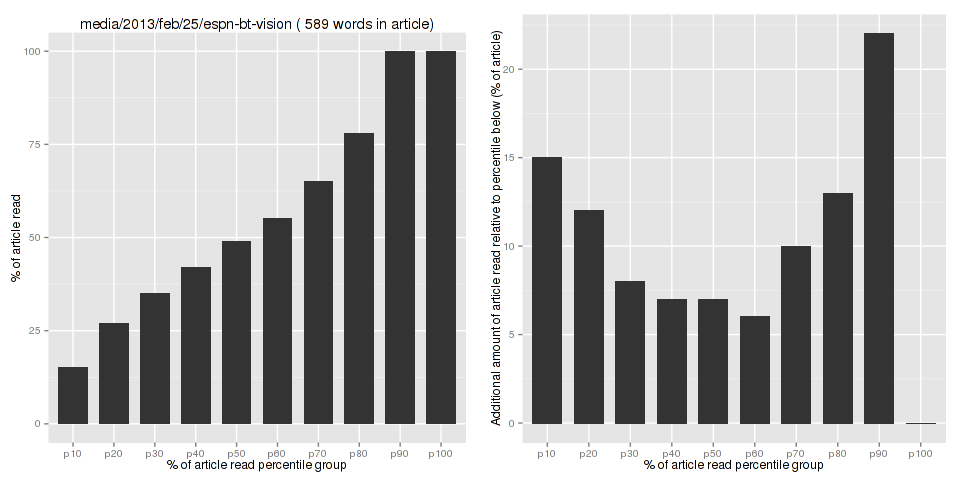 media/2013/feb/25/espn-bt-vision ( 589 words in article)
% of article read
100
75
50
25
0
p10 p20 p30 p40 p50 p60 p70 p80 p90 p100
% of article read percentile group
Additional amount of article read relative to percentile below (% of article)
20
15
10
5
0
p10 p20 p30 p40 p50 p60 p70 p80 p90 p100
% of article read percentile group